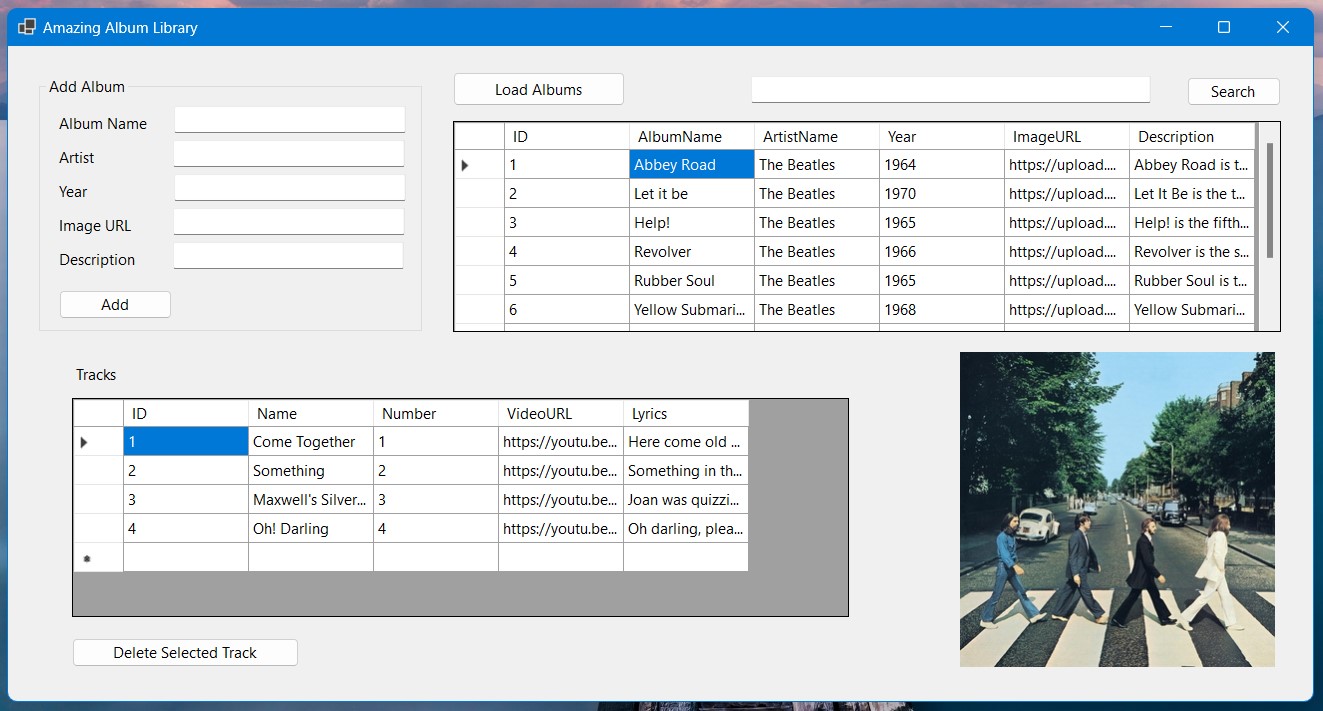 Amazing Album Library
Add Album
Album Name
Artist
Year
Image URL
Description
Add
Load Albums
Search
ID AlbumName ArtistName Year ImageURL Description
1 Abbey Road The Beatles 1964 https://upload.... Abbey Road is t...
2 Let it be The Beatles 1970 https://upload.... Let It Be is the t...
3 Help! The Beatles 1965 https://upload.... Help! is the fifth...
4 Revolver The Beatles 1966 https://upload.... Revolver is the s...
5 Rubber Soul The Beatles 1965 https://upload.... Rubber Soul is t...
6 Yellow Submari... The Beatles 1968 https://upload.... Yellow Submari...
Tracks
ID Name Number VideoURL Lyrics
1 Come Together 1 https://youtu.be... Here come old ...
2 Something 2 https://youtu.be... Something in th...
3 Maxwell's Silver... 3 https://youtu.be... Joan was quizzi...
4 Oh! Darling 4 https://youtu.be... Oh darling, plea...
Delete Selected Track